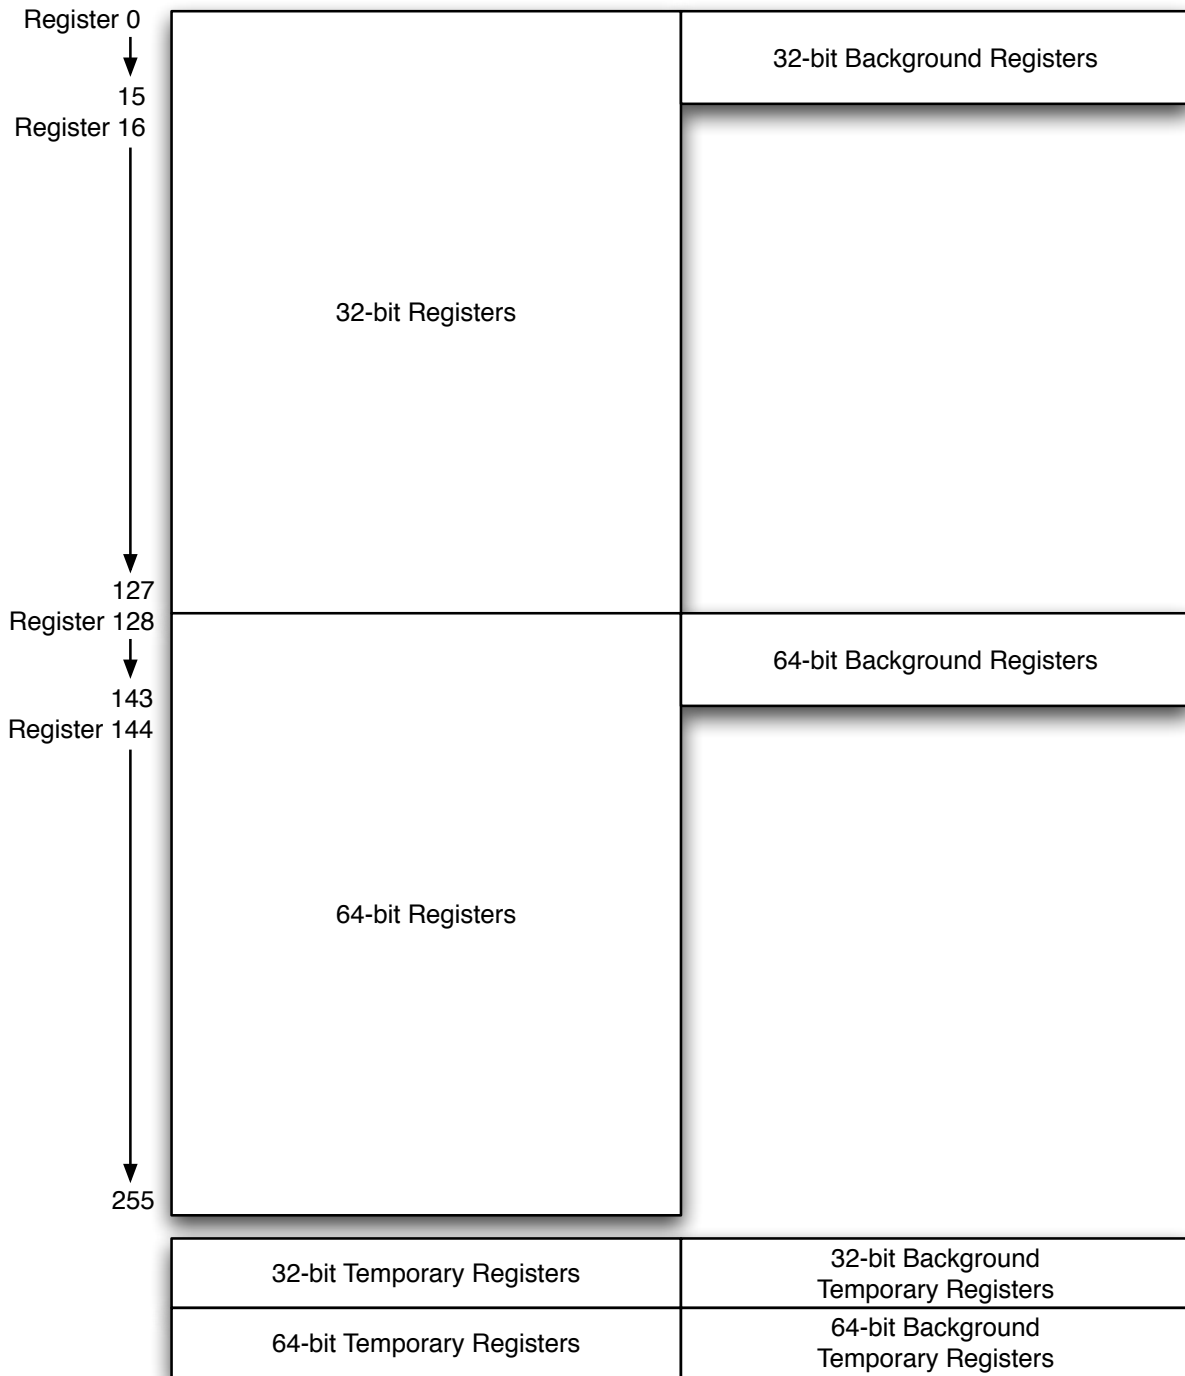 Register 0
32-bit Background Registers
15
Register 16
32-bit Registers
127
Register 128
64-bit Background Registers
143
Register 144
64-bit Registers
255
32-bit Temporary Registers
32-bit Background
Temporary Registers
64-bit Temporary Registers
64-bit Background
Temporary Registers